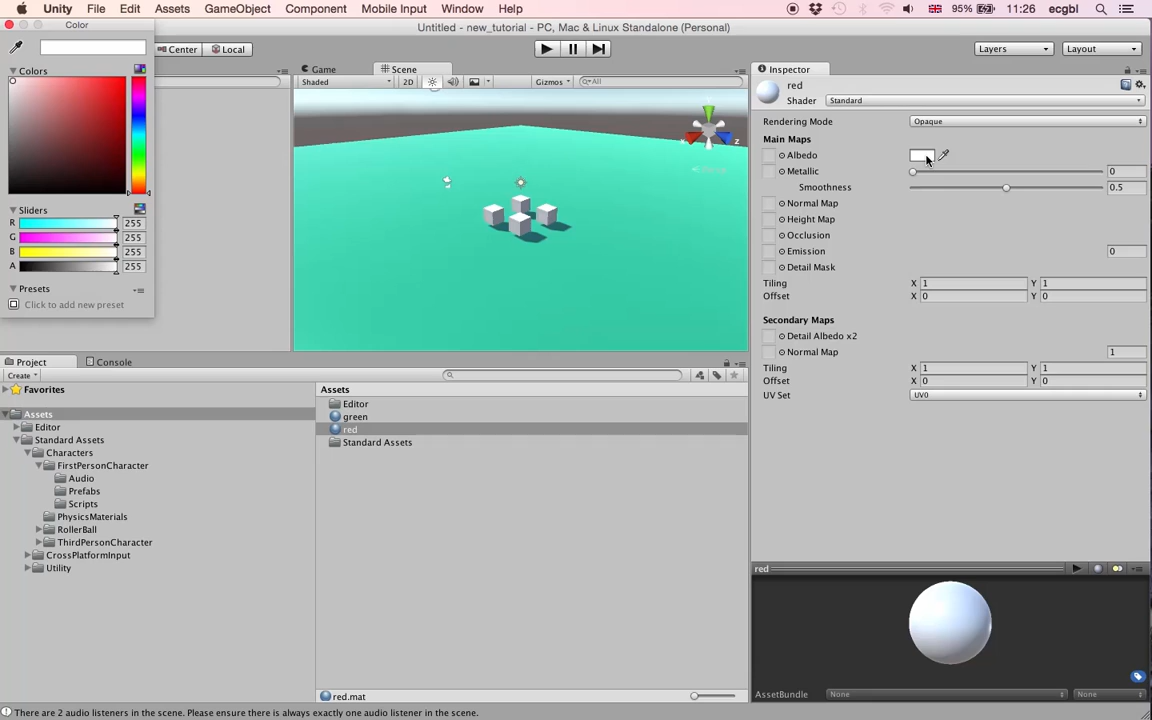 Unity File Edit Assets GameObject Component Mobile Input Window Help 95% 11:26 ecgbl
Color
Untitled - new_tutorial - PC, Mac & Linux Standalone (Personal)
Center Local Layers Layout
Colors
Game Scene
Shaded 2D Gizmos All
x z
Sliders
R 255
G 255
B 255
A 255
Presets
Click to add new preset
Inspector
red
Shader Standard
Rendering Mode Opaque
Main Maps
Albedo
Metallic 0
Smoothness 0.5
Normal Map
Height Map
Occlusion
Emission 0
Detail Mask
Tiling X 1 Y 1
Offset X 0 Y 0
Secondary Maps
Detail Albedo x2
Normal Map 1
Tiling X 1 Y 1
Offset X 0 Y 0
UV Set UV0
Project Console
Create
Favorites
Assets
Editor
Standard Assets
Characters
FirstPersonCharacter
Audio
Prefabs
Scripts
PhysicsMaterials
RollerBall
ThirdPersonCharacter
CrossPlatformInput
Utility
Assets
Editor
green
red
Standard Assets
red.mat
red
AssetBundle None None
There are 2 audio listeners in the scene. Please ensure there is always exactly one audio listener in the scene.